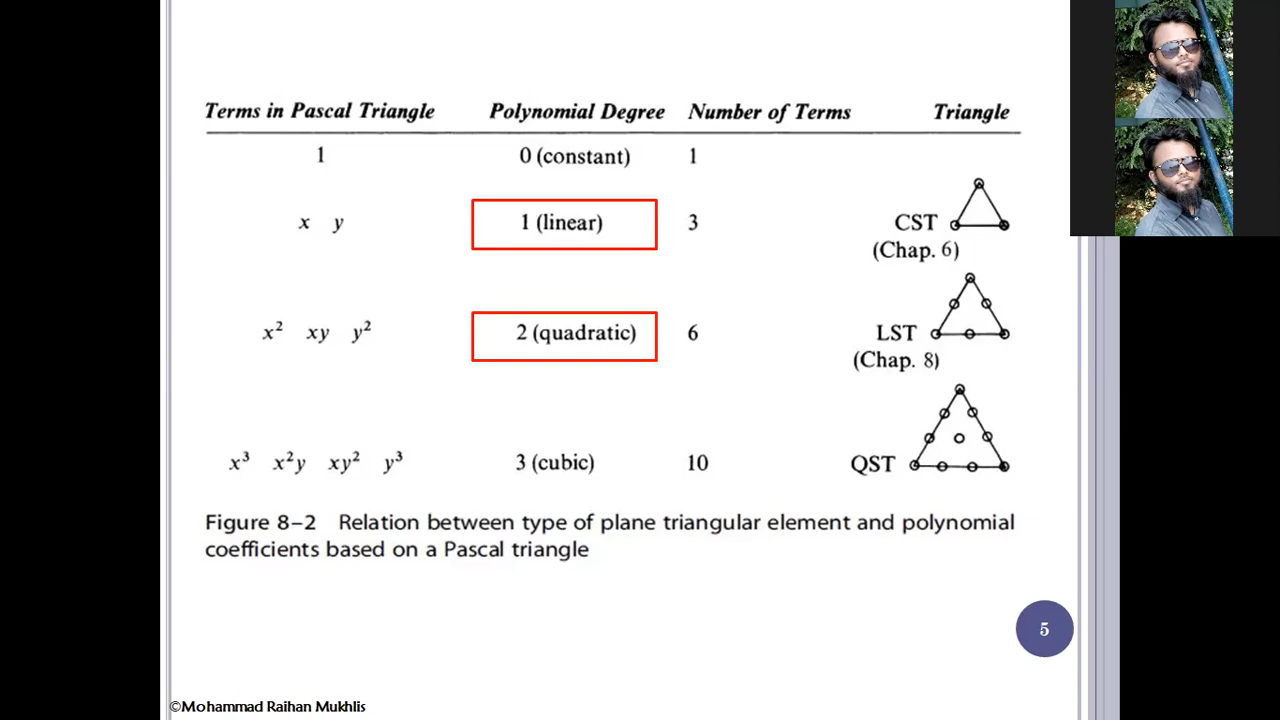 Terms in Pascal Triangle Polynomial Degree Number of Terms Triangle
1 0 (constant) 1
x y 1 (linear) 3 CST
(Chap. 6)
x² xy y² 2 (quadratic) 6 LST
(Chap. 8)
x³ x²y xy² y³ 3 (cubic) 10 QST
Figure 8–2 Relation between type of plane triangular element and polynomial
coefficients based on a Pascal triangle
5
©Mohammad Raihan Mukhlis